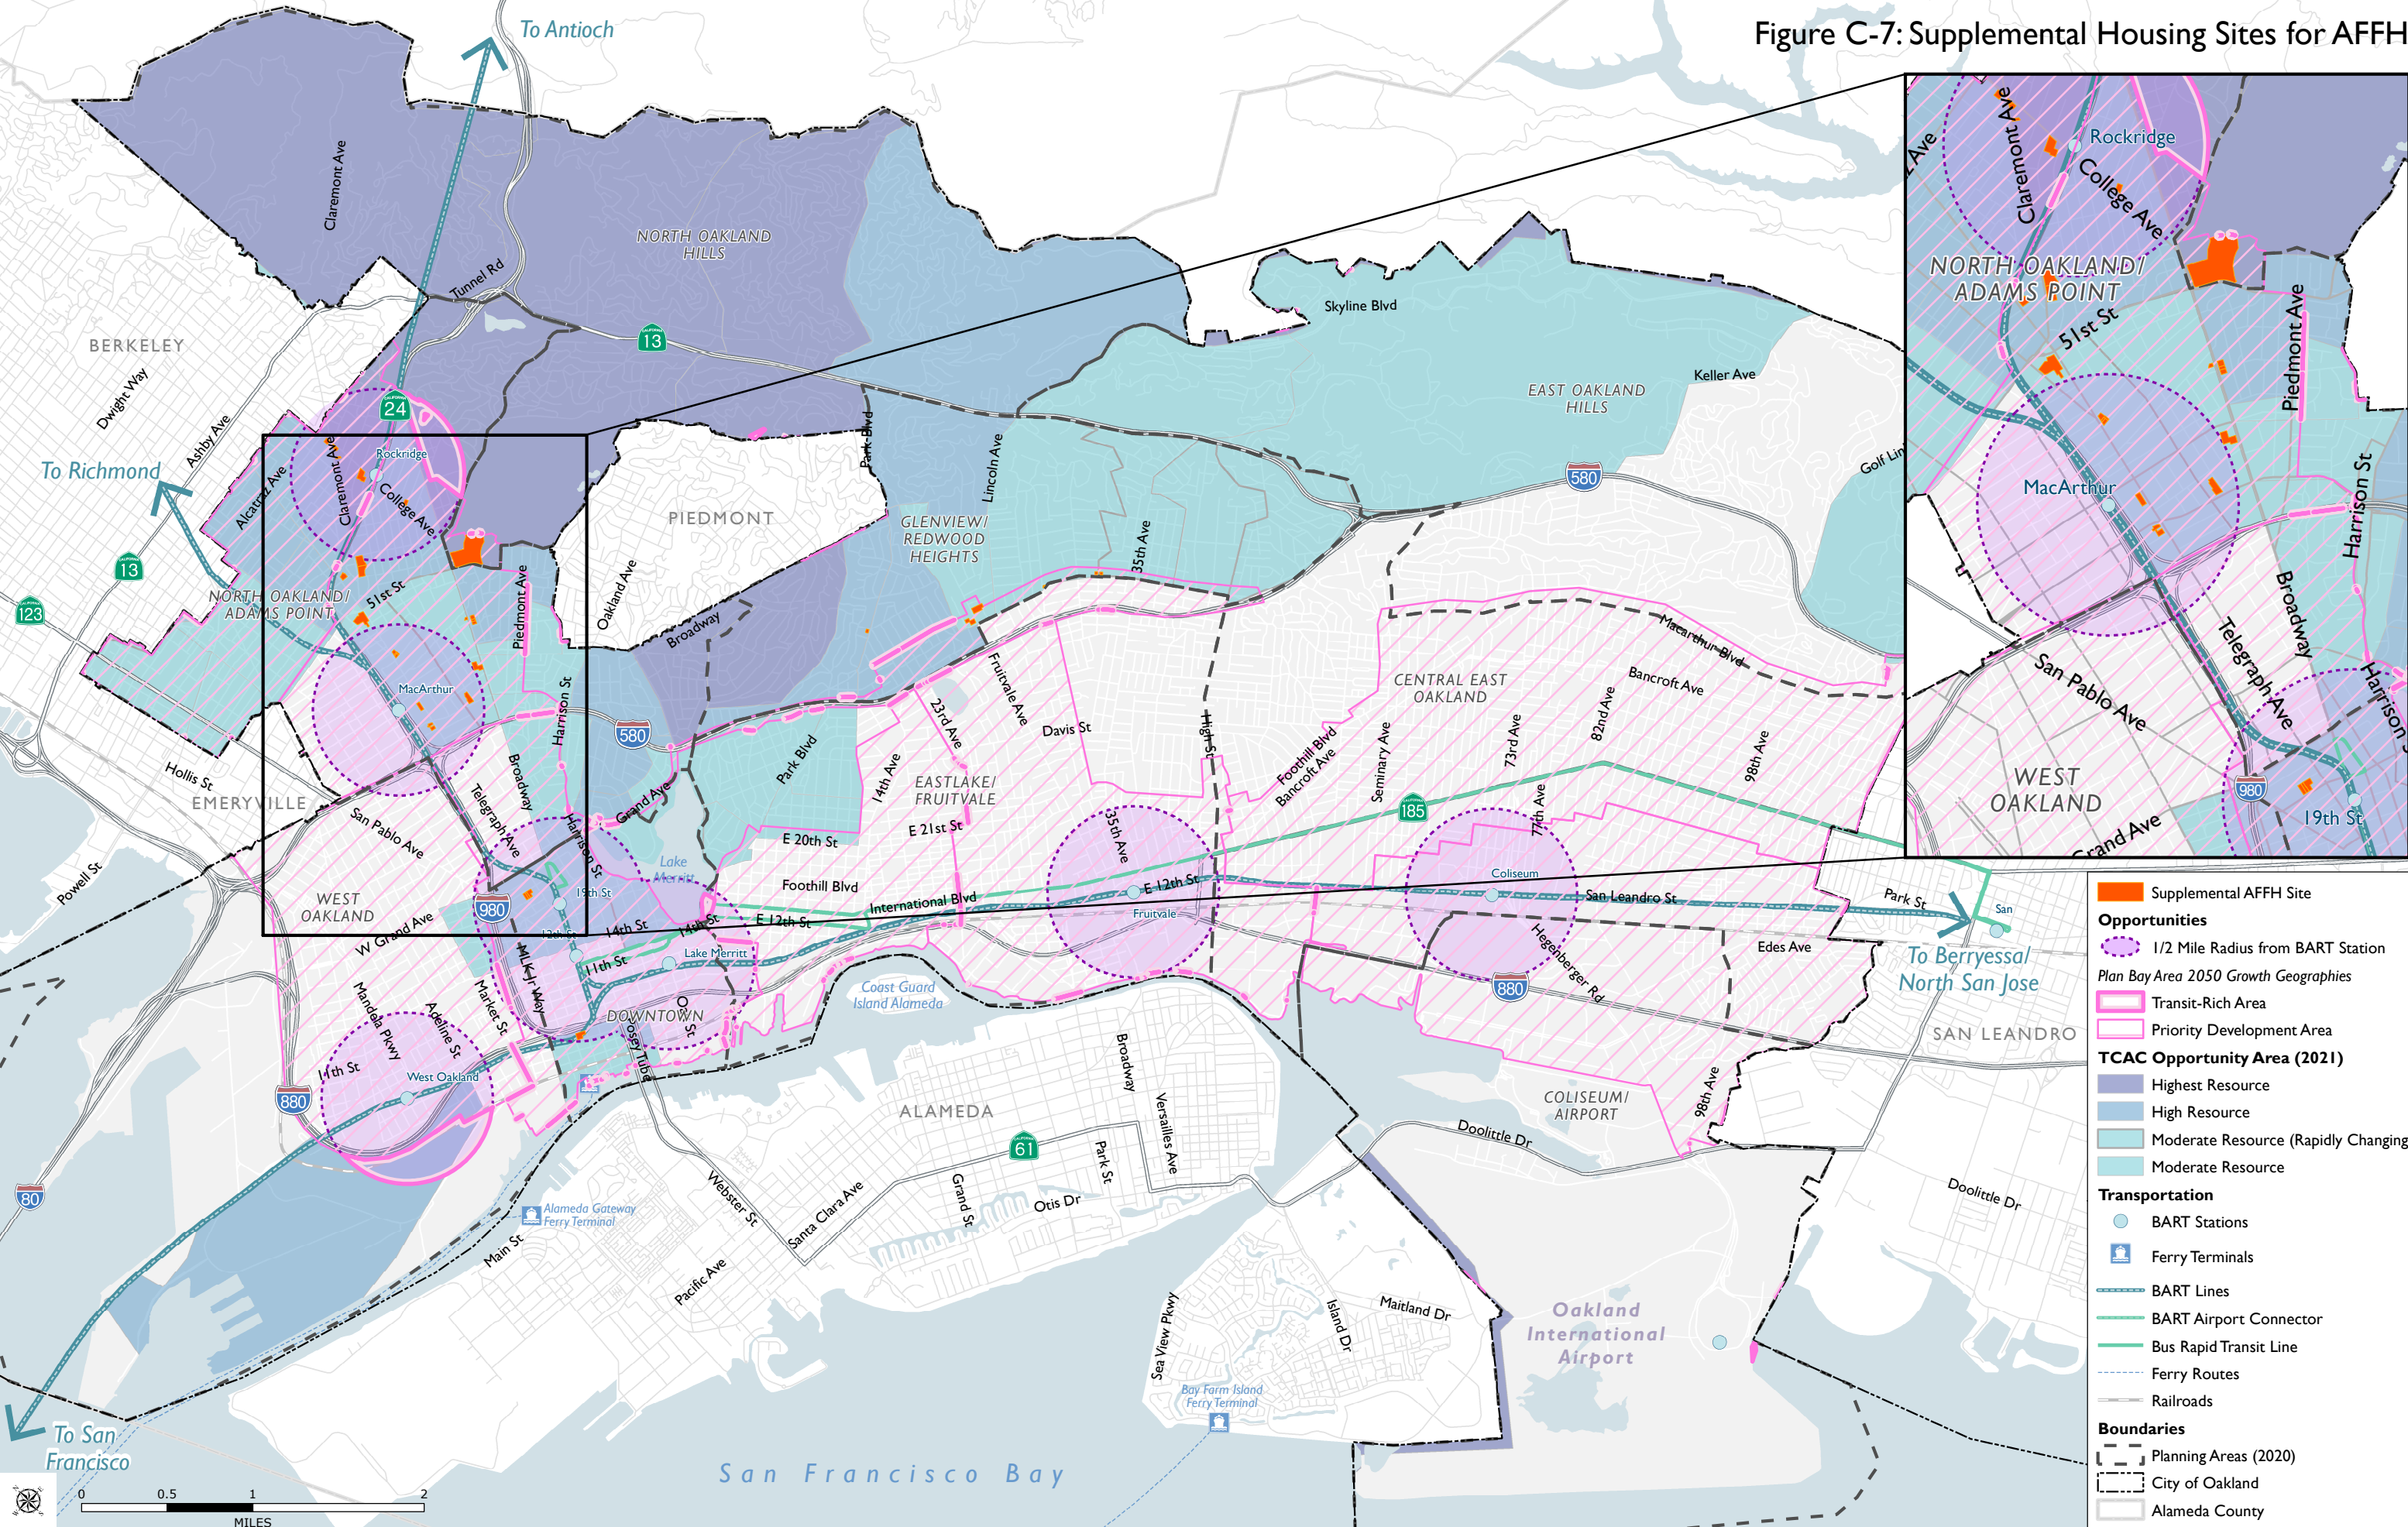 Figure C-7: Supplemental Housing Sites for AFFH
To Antioch
Claremont Ave
NORTH OAKLAND
HILLS
Tunnel Rd
13
Skyline Blvd
BERKELEY
Dwight Way
Ashby Ave
24
EAST OAKLAND
HILLS
Keller Ave
580
To Richmond
Alcatraz Ave
Claremont Ave
Rockridge
College Ave
PIEDMONT
Park Blvd
Lincoln Ave
GLENVIEW/
REDWOOD
HEIGHTS
35th Ave
13
123
NORTH OAKLAND/
ADAMS POINT
51st St
Piedmont Ave
Oakland Ave
Broadway
MacArthur
Harrison St
580
Fruitvale Ave
23rd Ave
Davis St
High St
CENTRAL EAST
OAKLAND
Macarthur Blvd
Bancroft Ave
82nd Ave
73rd Ave
98th Ave
Seminary Ave
Foothill Blvd
Bancroft Ave
77th Ave
185
Hollis St
EMERYVILLE
San Pablo Ave
Telegraph Ave
Broadway
Harrison St
Grand Ave
Park Blvd
14th Ave
EASTLAKE/
FRUITVALE
E 21st St
E 20th St
Foothill Blvd
International Blvd
E 12th St
35th Ave
E 12th St
Fruitvale
Coliseum
San Leandro St
Hegenberger Rd
Edes Ave
880
Park St
San
To Berryessa/
North San Jose
SAN LEANDRO
Powell St
WEST
OAKLAND
W Grand Ave
980
Lake
Merritt
19th St
12th St
14th St
14th St
11th St
Lake Merritt
MLK Jr Way
Market St
Adeline St
Mandela Pkwy
11th St
West Oakland
880
80
DOWNTOWN
Oak St
Posey Tube
Coast Guard
Island Alameda
ALAMEDA
Broadway
Versailles Ave
Park St
61
Grand St
Otis Dr
Santa Clara Ave
Webster St
Pacific Ave
Main St
Alameda Gateway
Ferry Terminal
COLISEUM/
AIRPORT
98th Ave
Doolittle Dr
Doolittle Dr
Oakland
International
Airport
Maitland Dr
Island Dr
Sea View Pkwy
Bay Farm Island
Ferry Terminal
San Francisco Bay
To San
Francisco
0 0.5 1 2
MILES
Claremont Ave
Rockridge
College Ave
NORTH OAKLAND/
ADAMS POINT
51st St
Piedmont Ave
MacArthur
Harrison St
Broadway
Telegraph Ave
San Pablo Ave
Harrison
WEST
OAKLAND
980
19th St
Grand Ave
Supplemental AFFH Site
Opportunities
1/2 Mile Radius from BART Station
Plan Bay Area 2050 Growth Geographies
Transit-Rich Area
Priority Development Area
TCAC Opportunity Area (2021)
Highest Resource
High Resource
Moderate Resource (Rapidly Changing
Moderate Resource
Transportation
BART Stations
Ferry Terminals
BART Lines
BART Airport Connector
Bus Rapid Transit Line
Ferry Routes
Railroads
Boundaries
Planning Areas (2020)
City of Oakland
Alameda County